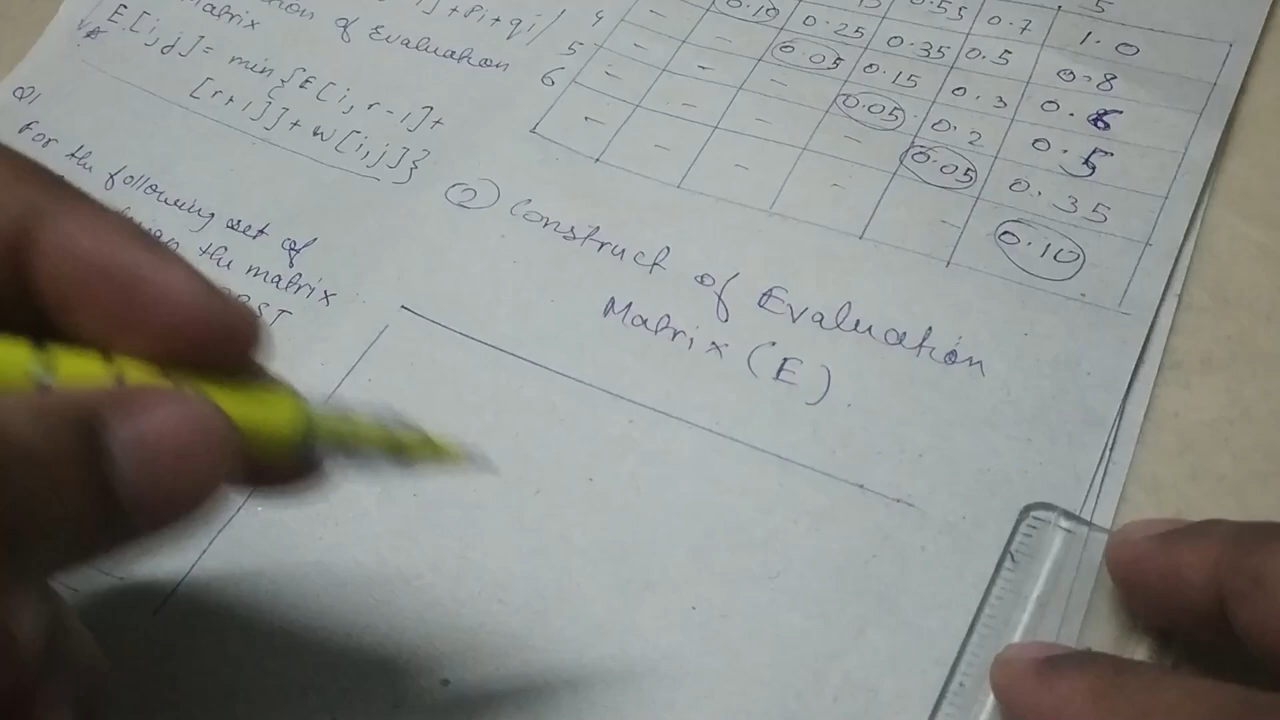 ] + Pi + qi
Matrix
of Evaluation
E[i,j] = min {E[i, r-1] +
[r+1]] + W[i,j]}
Q1
For the following set of
the matrix
2 Construct of Evaluation
Matrix (E).
5
0.55 0.7 1.0
4 - 0.10 0.25 0.35 0.5 0.8
5 - - 0.05 0.15 0.3 0.6
6 - - - 0.05 0.2 0.5
- - - - 0.05 0.35
- - - - - 0.10